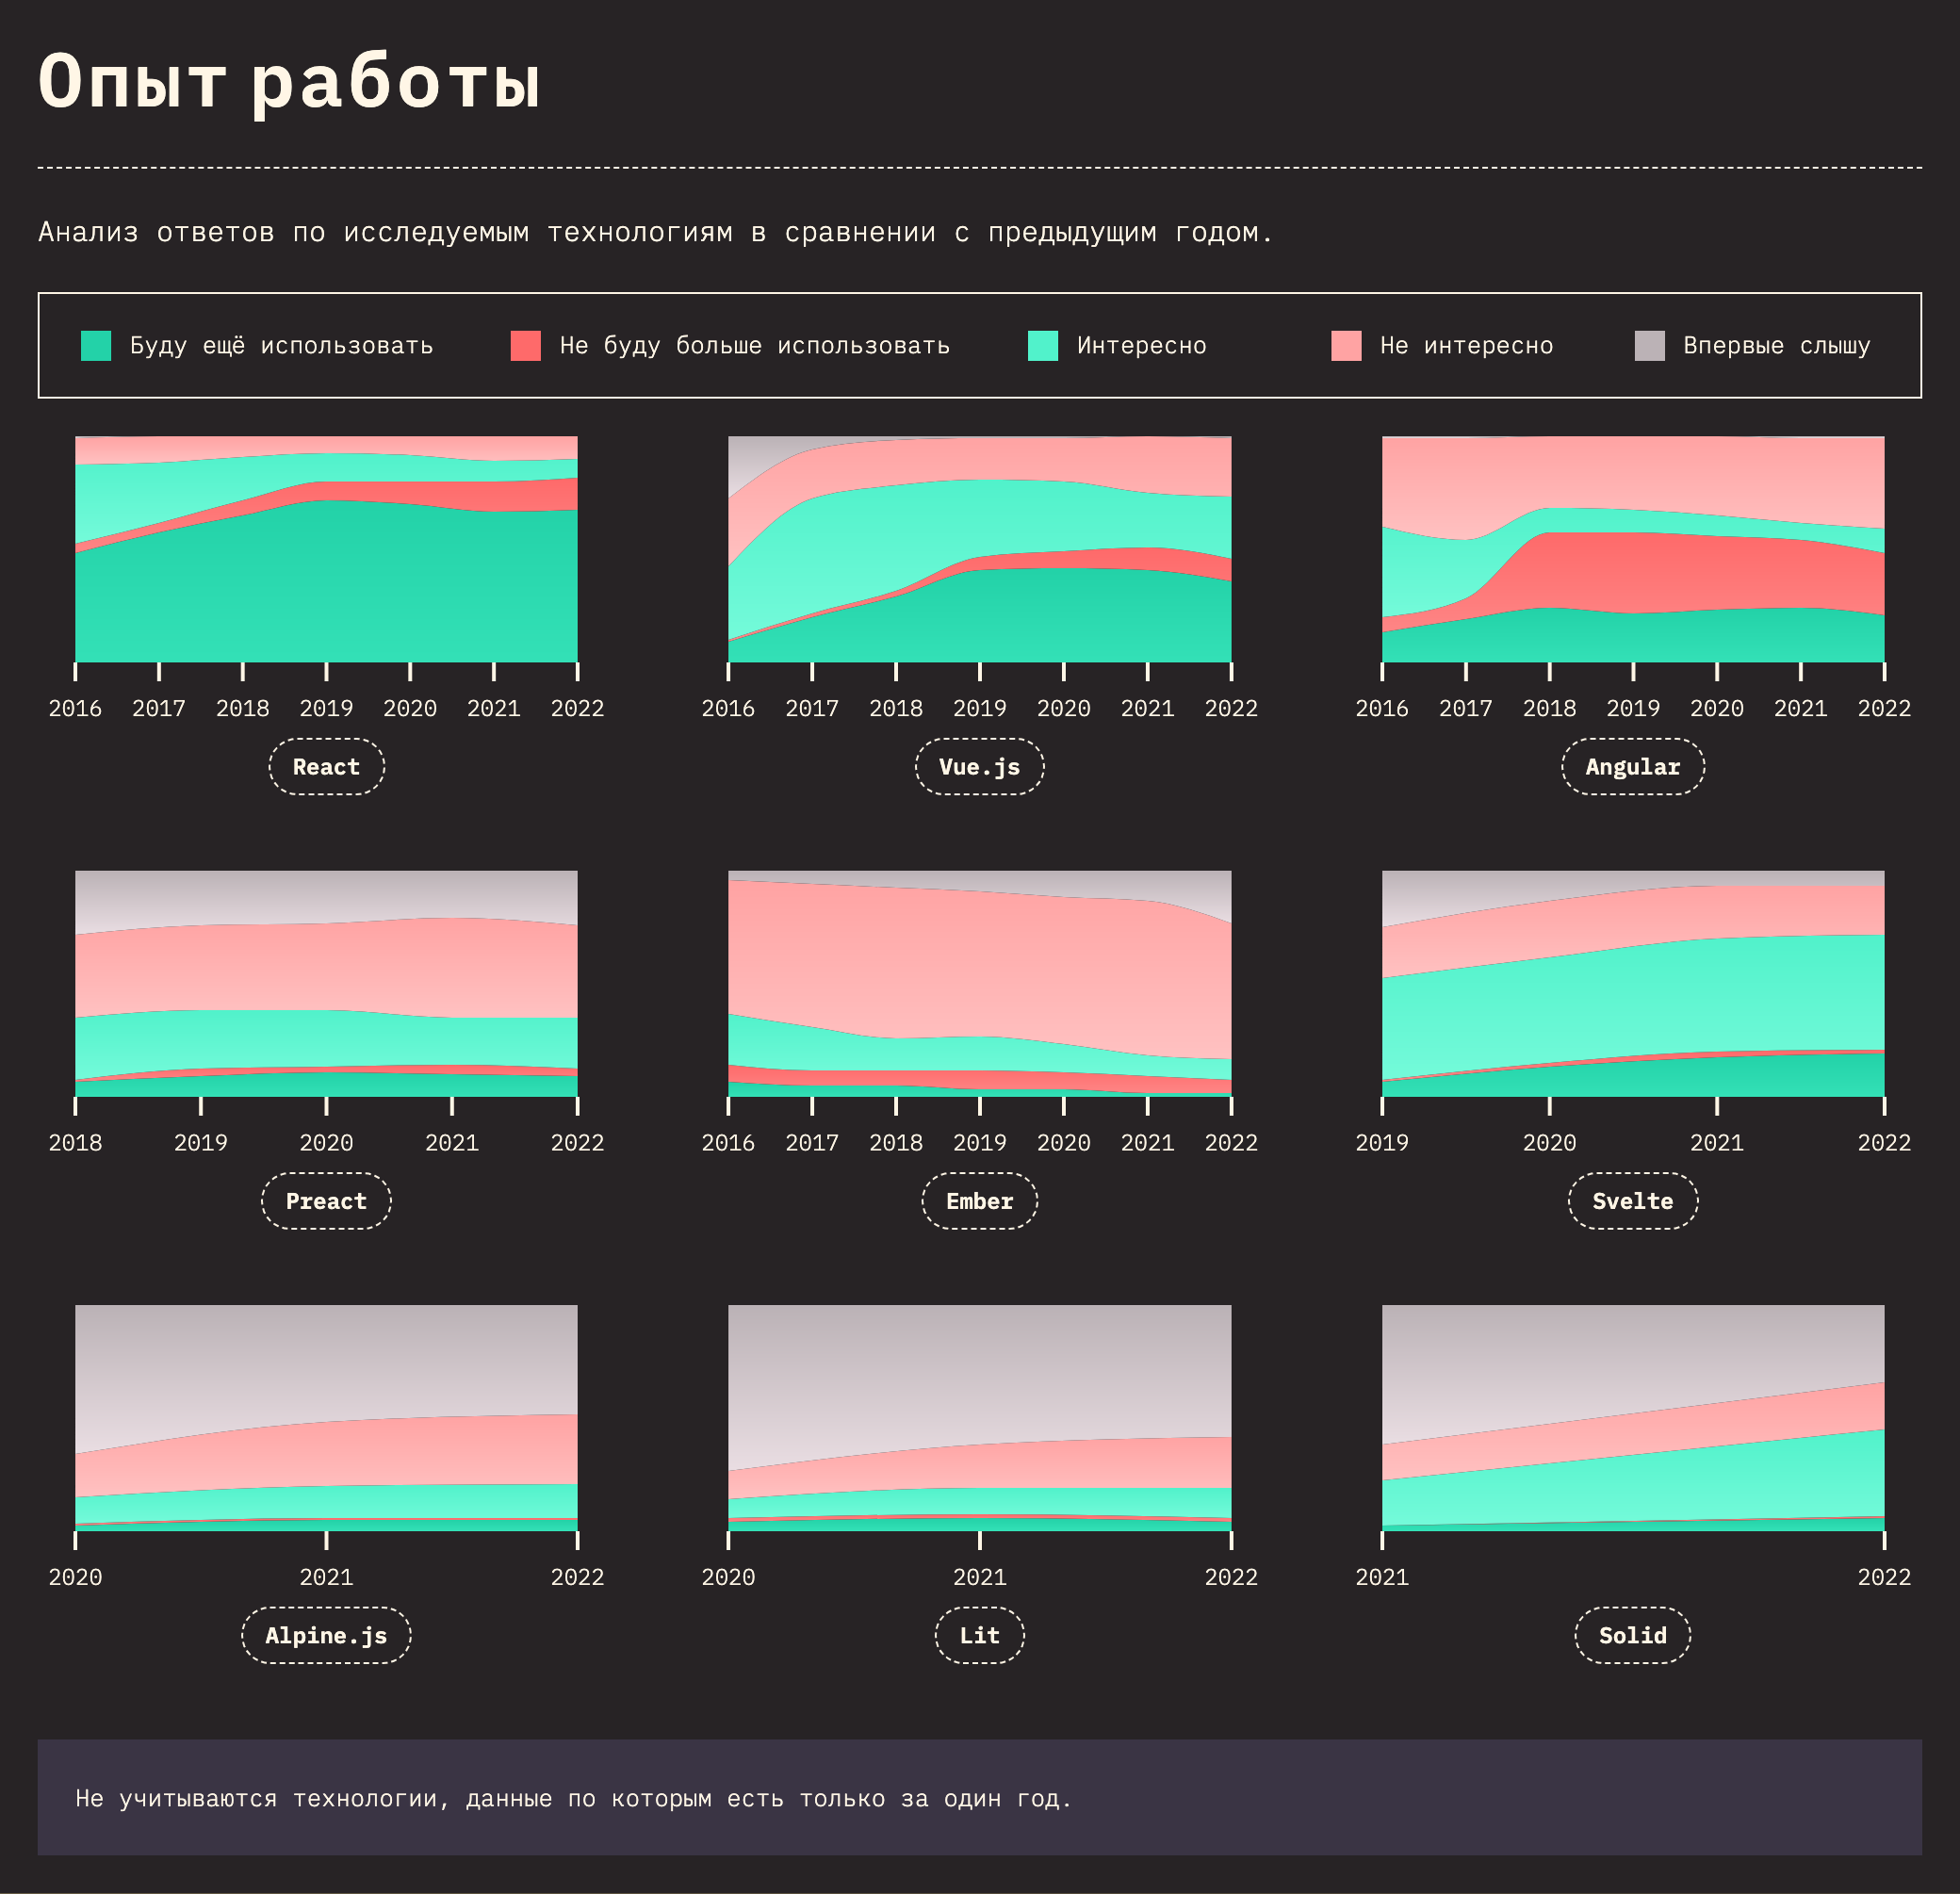 Опыт работы
Анализ ответов по исследуемым технологиям в сравнении с предыдущим годом.
Буду ещё использовать Не буду больше использовать Интересно Не интересно Впервые слышу
2016 2017 2018 2019 2020 2021 2022 2016 2017 2018 2019 2020 2021 2022 2016 2017 2018 2019 2020 2021 2022
React Vue.js Angular
2018 2019 2020 2021 2022 2016 2017 2018 2019 2020 2021 2022 2019 2020 2021 2022
Preact Ember Svelte
2020 2021 2022 2020 2021 2022 2021 2022
Alpine.js Lit Solid
Не учитываются технологии, данные по которым есть только за один год.